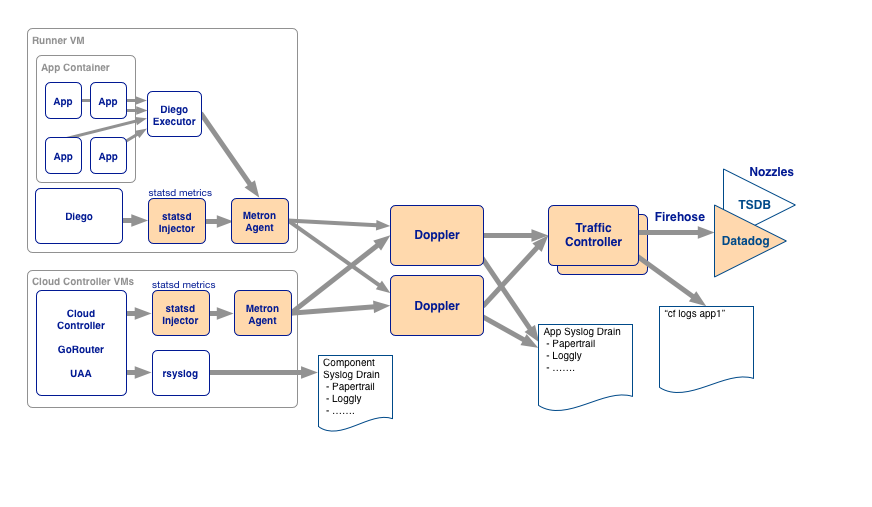 Runner VM
App Container
App
App
Diego
Executor
App
App
statsd metrics
Diego
statsd
Injector
Metron
Agent
Cloud Controller VMs
statsd metrics
Cloud
Controller
GoRouter
UAA
statsd
Injector
Metron
Agent
rsyslog
Component
Syslog Drain
- Papertrail
- Loggly
- …….
Doppler
Doppler
Traffic
Controller
Firehose
Nozzles
TSDB
Datadog
App Syslog Drain
- Papertrail
- Loggly
- …….
“cf logs app1”